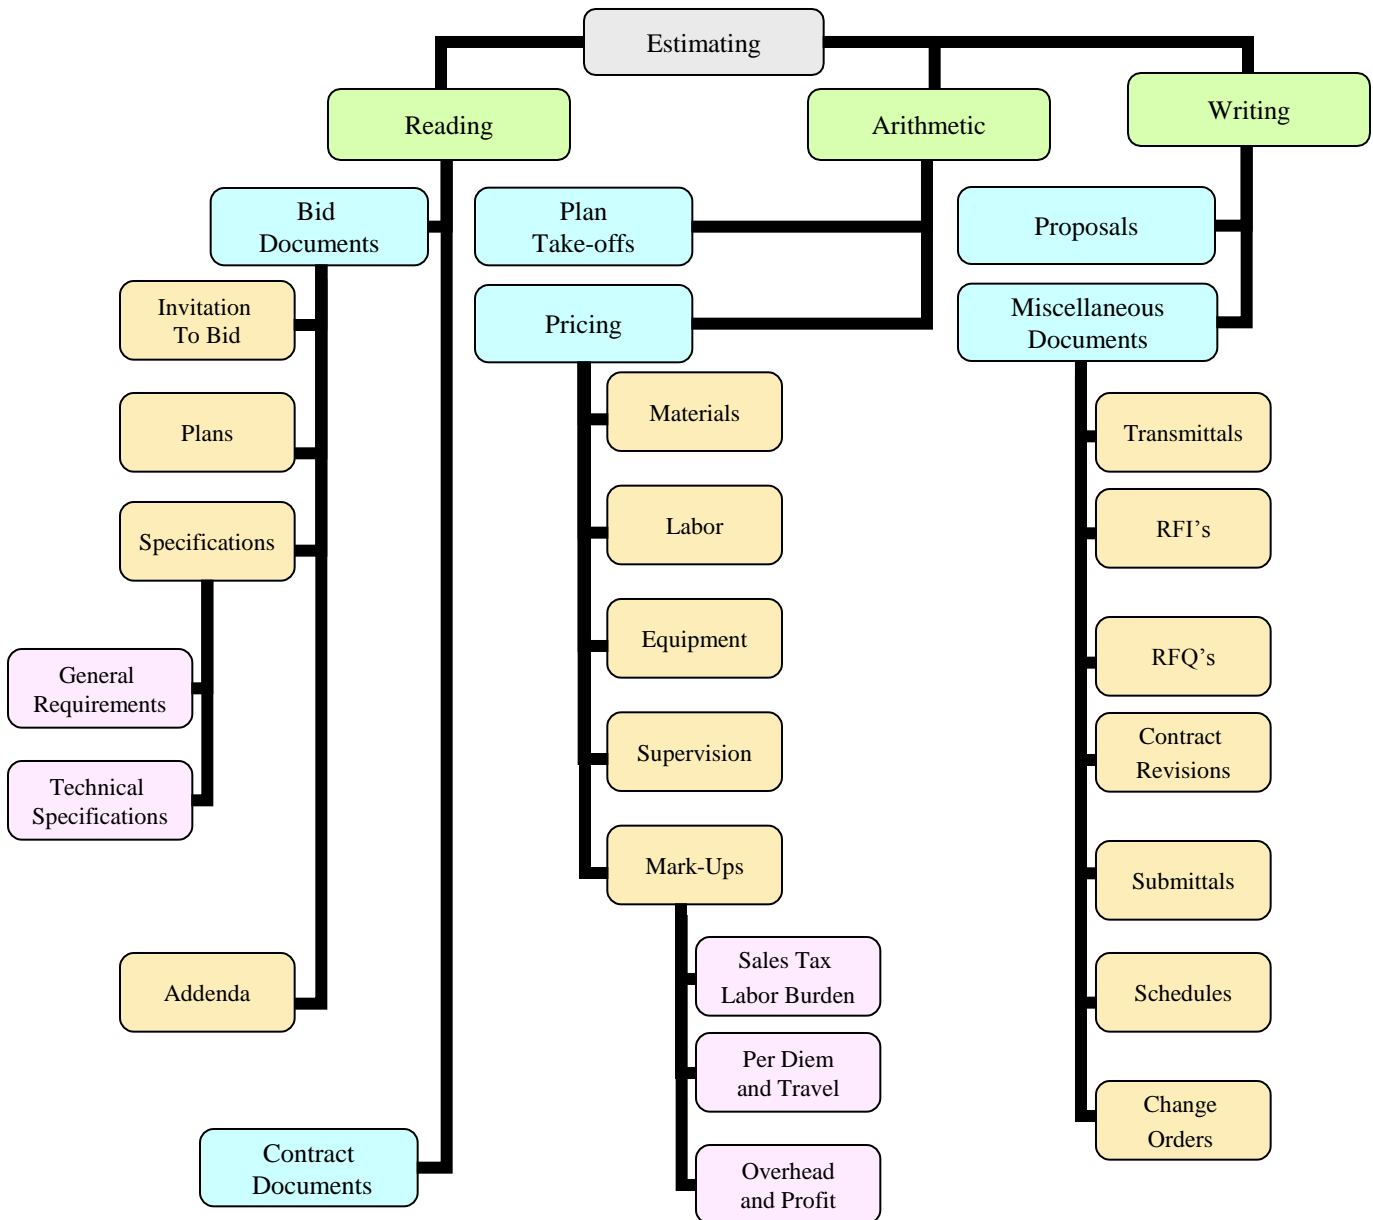 Estimating
Reading
Arithmetic
Writing
Bid
Documents
Plan
Take-offs
Proposals
Invitation
To Bid
Pricing
Miscellaneous
Documents
Plans
Materials
Transmittals
Specifications
Labor
RFI’s
General
Requirements
Equipment
RFQ’s
Technical
Specifications
Supervision
Contract
Revisions
Mark-Ups
Submittals
Addenda
Sales Tax
Labor Burden
Schedules
Per Diem
and Travel
Change
Orders
Contract
Documents
Overhead
and Profit